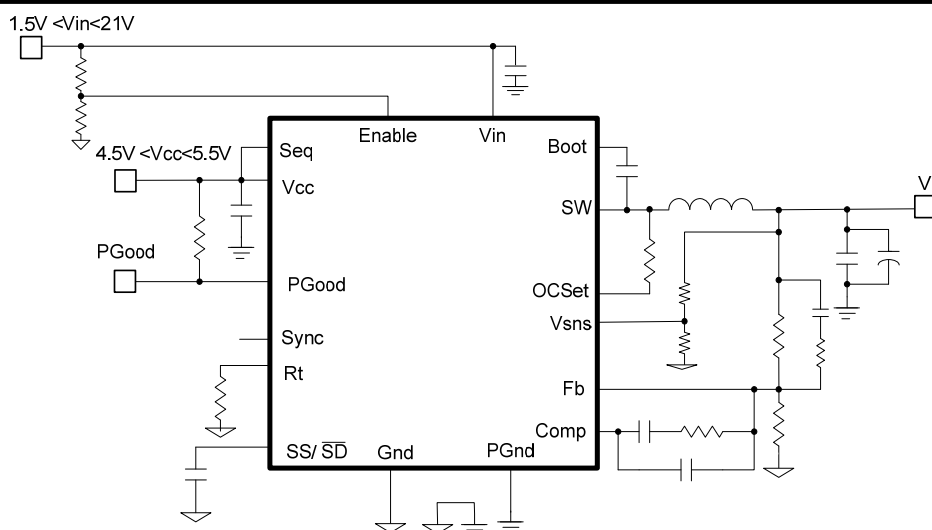 1.5V <Vin<21V
Enable
Vin
Boot
Seq
4.5V <Vcc<5.5V
Vcc
SW
V
PGood
PGood
OCSet
Vsns
Sync
Rt
Fb
Comp
SS/ S̅D̅
Gnd
PGnd